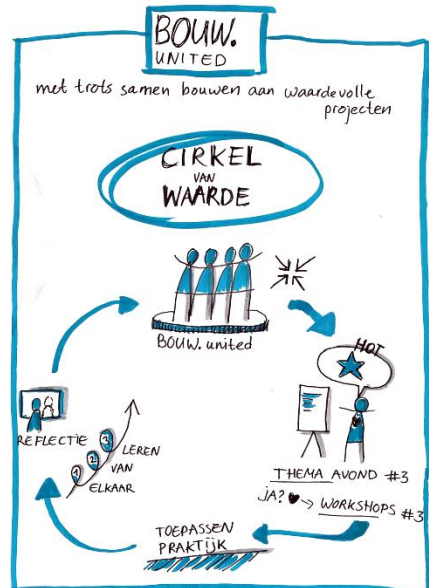 BOUW.
UNITED
met trots samen bouwen aan waardevolle
projecten
CIRKEL
VAN
WAARDE
BOUW. united
HOT
THEMA AVOND #3
JA? → WORKSHOPS #3
TOEPASSEN
PRAKTIJK
1 2 3
LEREN
VAN
ELKAAR
REFLECTIE